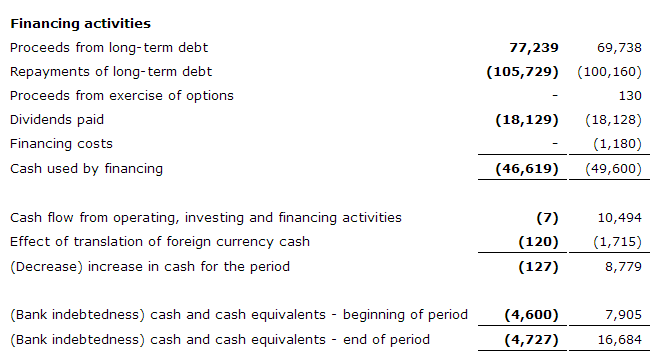 Financing activities
Proceeds from long-term debt 77,239 69,738
Repayments of long-term debt (105,729) (100,160)
Proceeds from exercise of options - 130
Dividends paid (18,129) (18,128)
Financing costs - (1,180)
Cash used by financing (46,619) (49,600)
Cash flow from operating, investing and financing activities (7) 10,494
Effect of translation of foreign currency cash (120) (1,715)
(Decrease) increase in cash for the period (127) 8,779
(Bank indebtedness) cash and cash equivalents - beginning of period (4,600) 7,905
(Bank indebtedness) cash and cash equivalents - end of period (4,727) 16,684